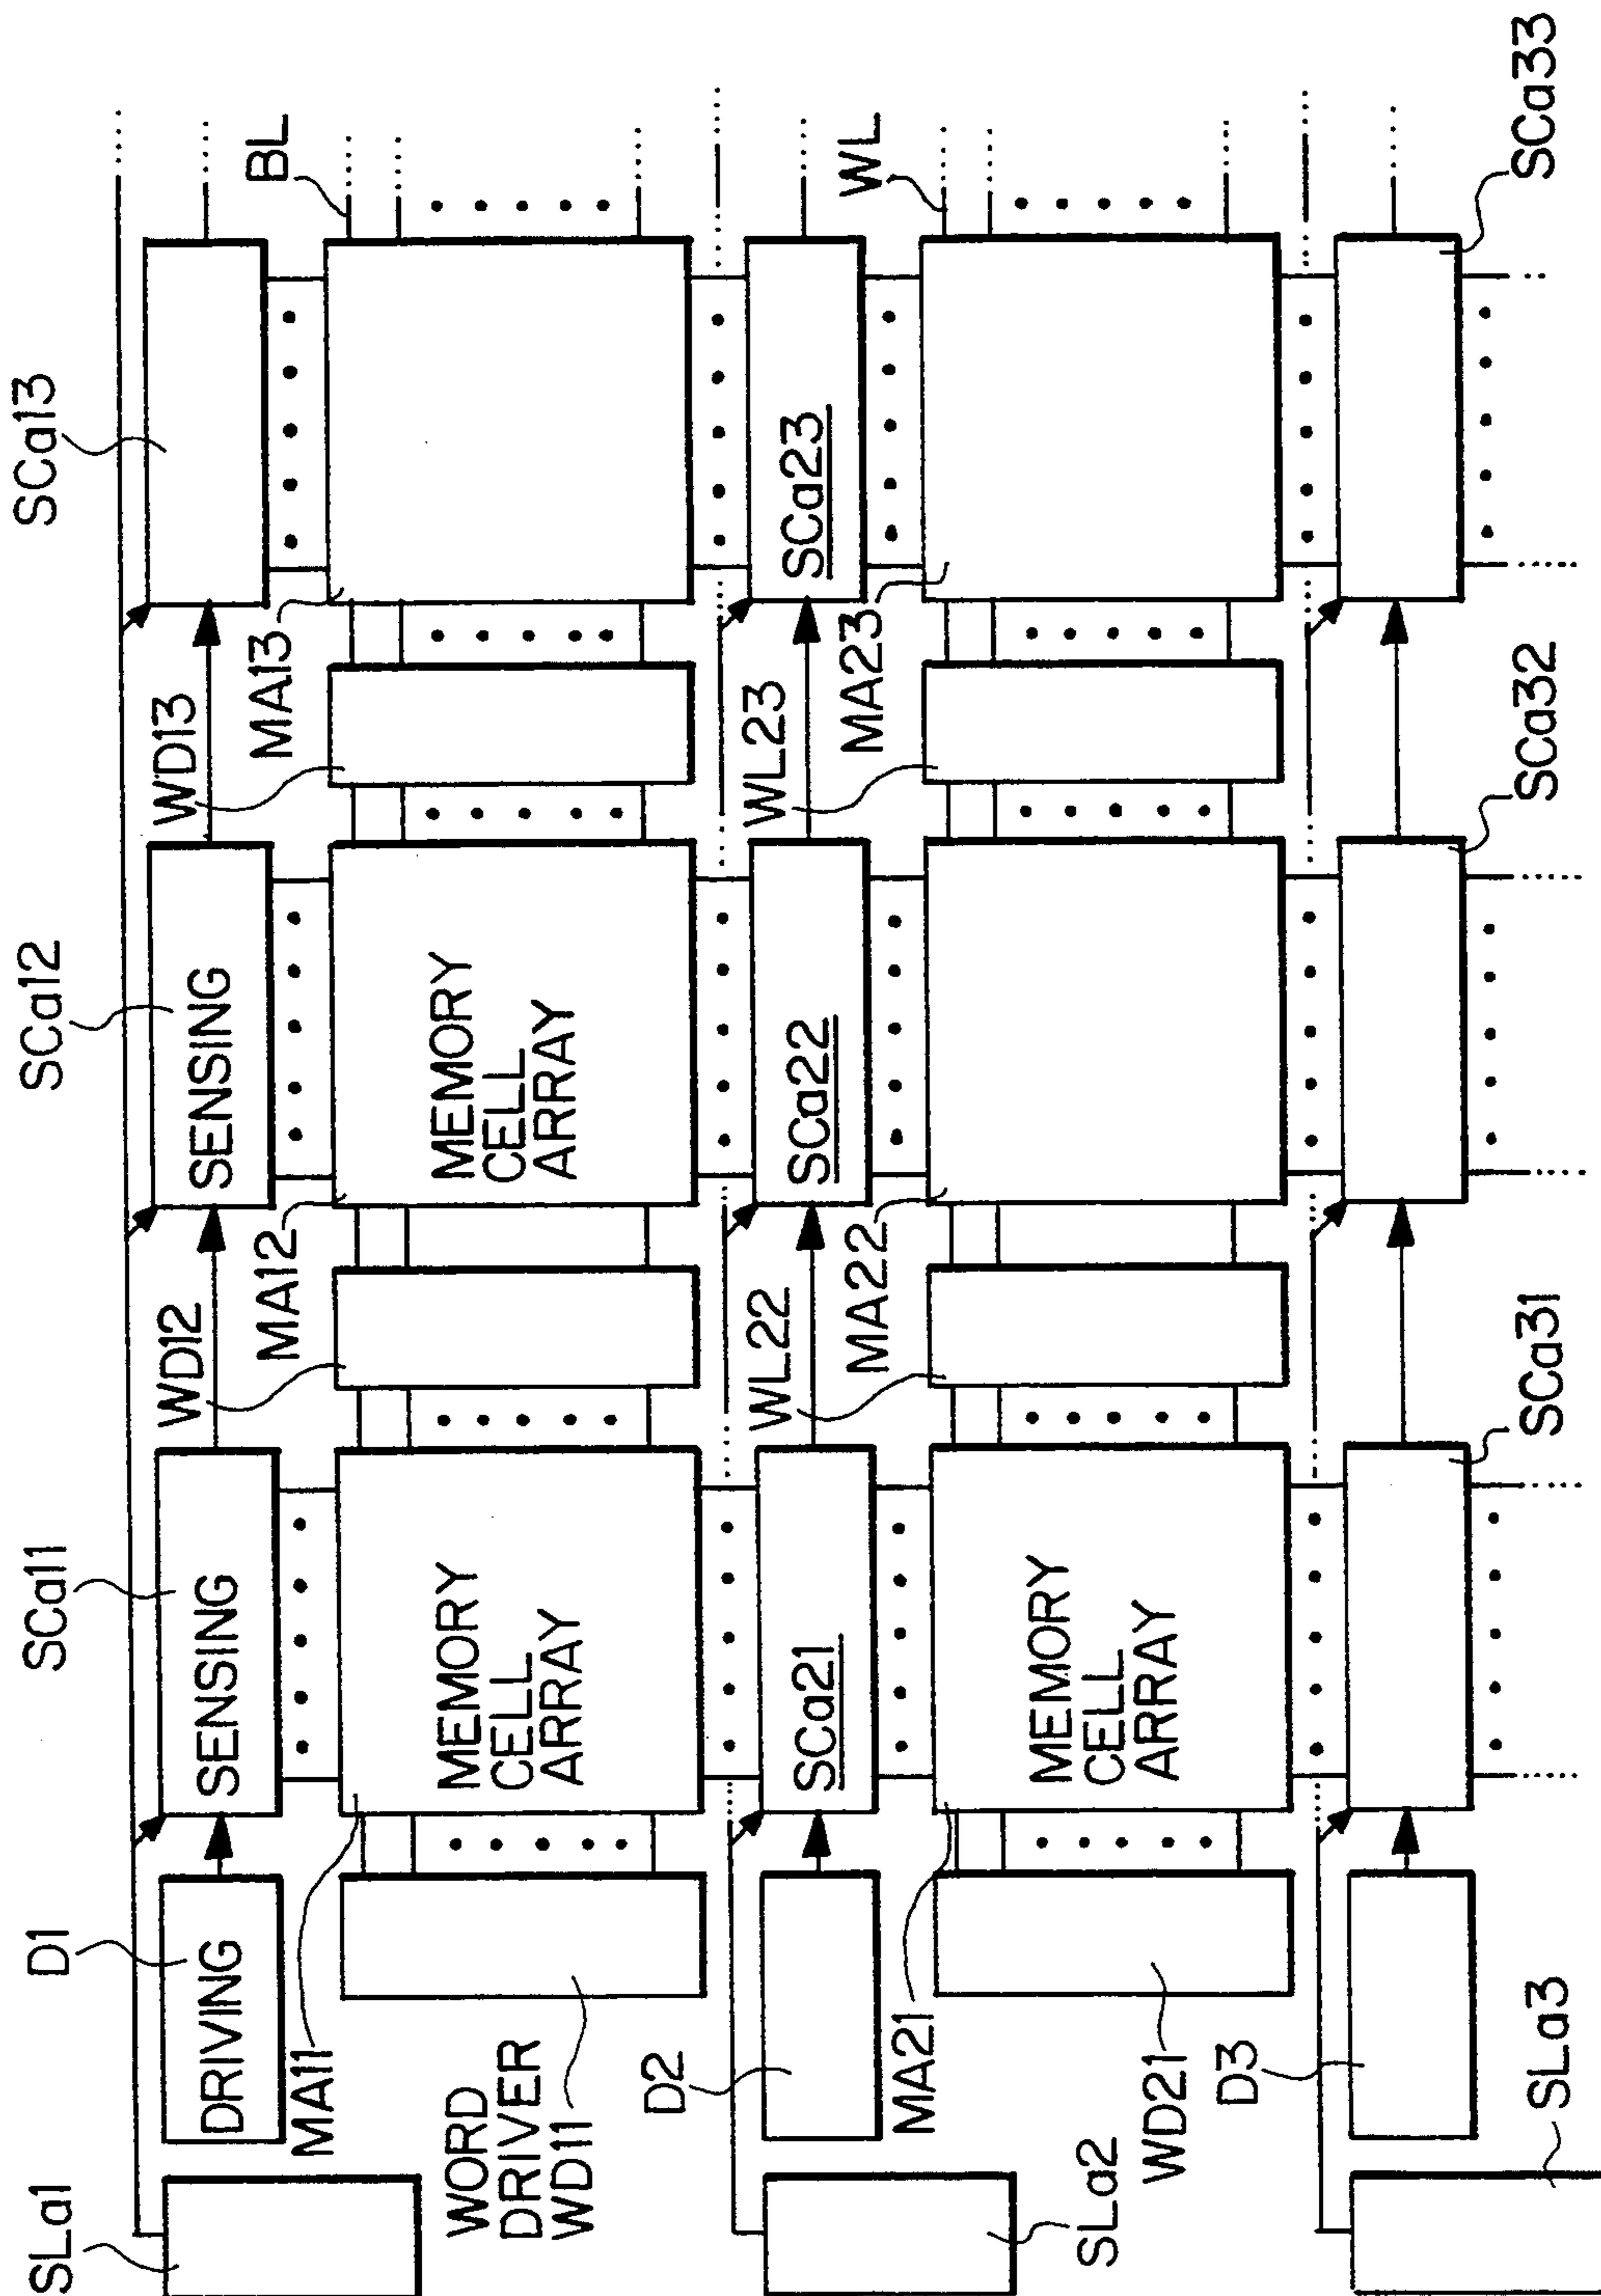 SCa11
SCa12
SCa13
SLa1
D1
DRIVING
SENSING
SENSING
WD12
WD13
BL
MA11
MA12
MA13
WORD
DRIVER
WD11
MEMORY
CELL
ARRAY
MEMORY
CELL
ARRAY
D2
SCa21
SCa22
SCa23
WL22
WL23
WL
MA21
MA22
MA23
SLa2
WD21
MEMORY
CELL
ARRAY
D3
SLa3
SCa31
SCa32
SCa33